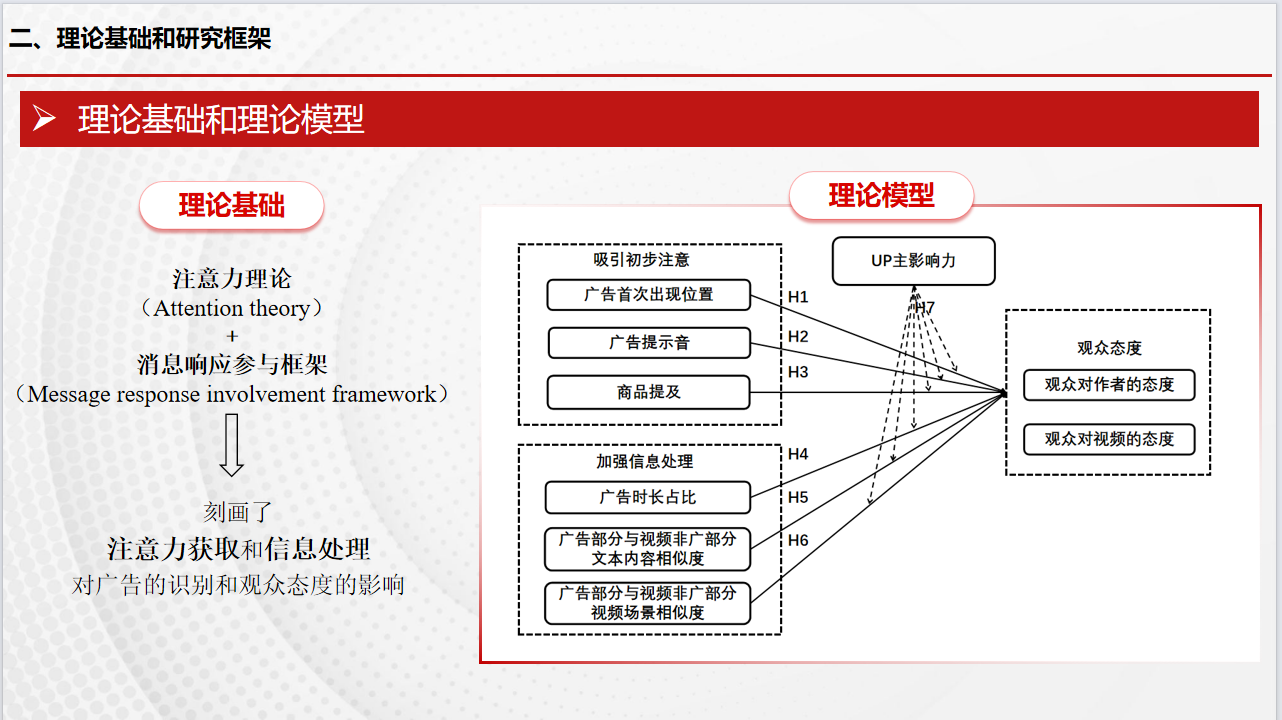 二、理论基础和研究框架
理论基础和理论模型
理论基础
注意力理论
（Attention theory）
+
消息响应参与框架
（Message response involvement framework）
刻画了
注意力获取和信息处理
对广告的识别和观众态度的影响
理论模型
吸引初步注意
广告首次出现位置
广告提示音
商品提及
加强信息处理
广告时长占比
广告部分与视频非广部分
文本内容相似度
广告部分与视频非广部分
视频场景相似度
H1
H2
H3
H4
H5
H6
UP主影响力
H7
观众态度
观众对作者的态度
观众对视频的态度